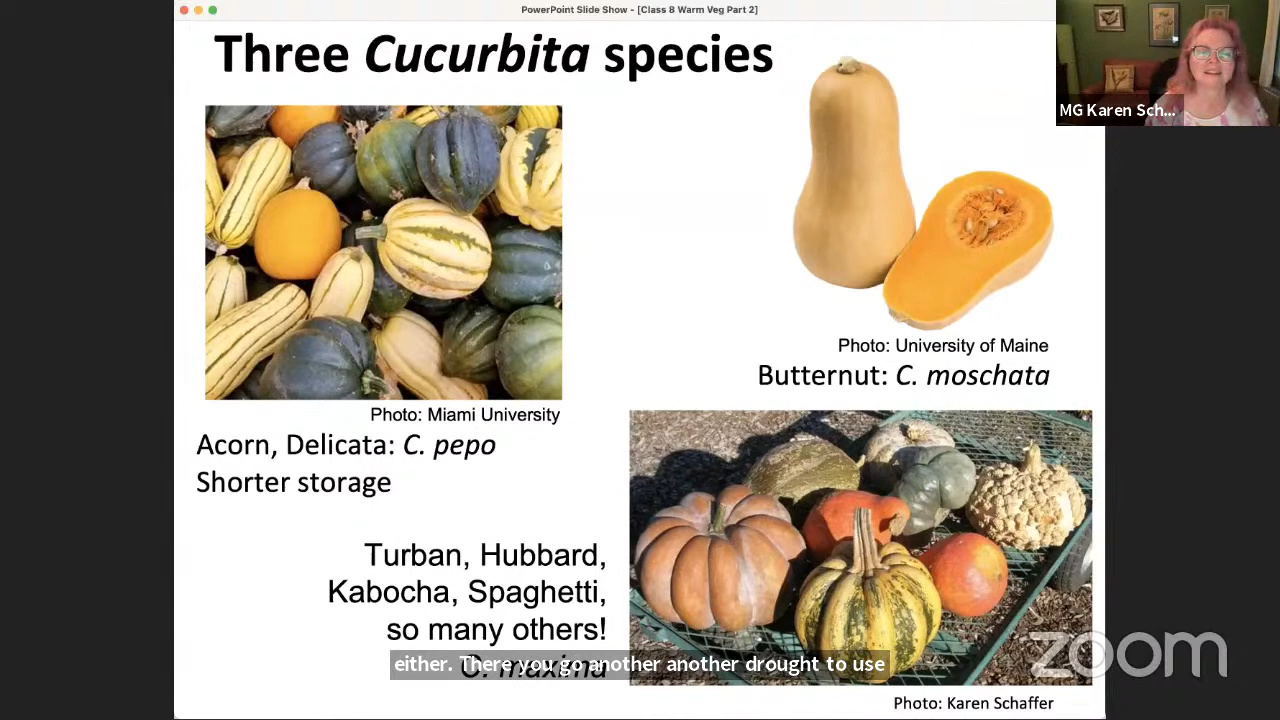 PowerPoint Slide Show - [Class 8 Warm Veg Part 2]
Three Cucurbita species
MG Karen Sch...
Photo: University of Maine
Butternut: C. moschata
Photo: Miami University
Acorn, Delicata: C. pepo
Shorter storage
Turban, Hubbard,
Kabocha, Spaghetti,
so many others!
C. maxima
either. There you go another another drought to use
zoom
Photo: Karen Schaffer